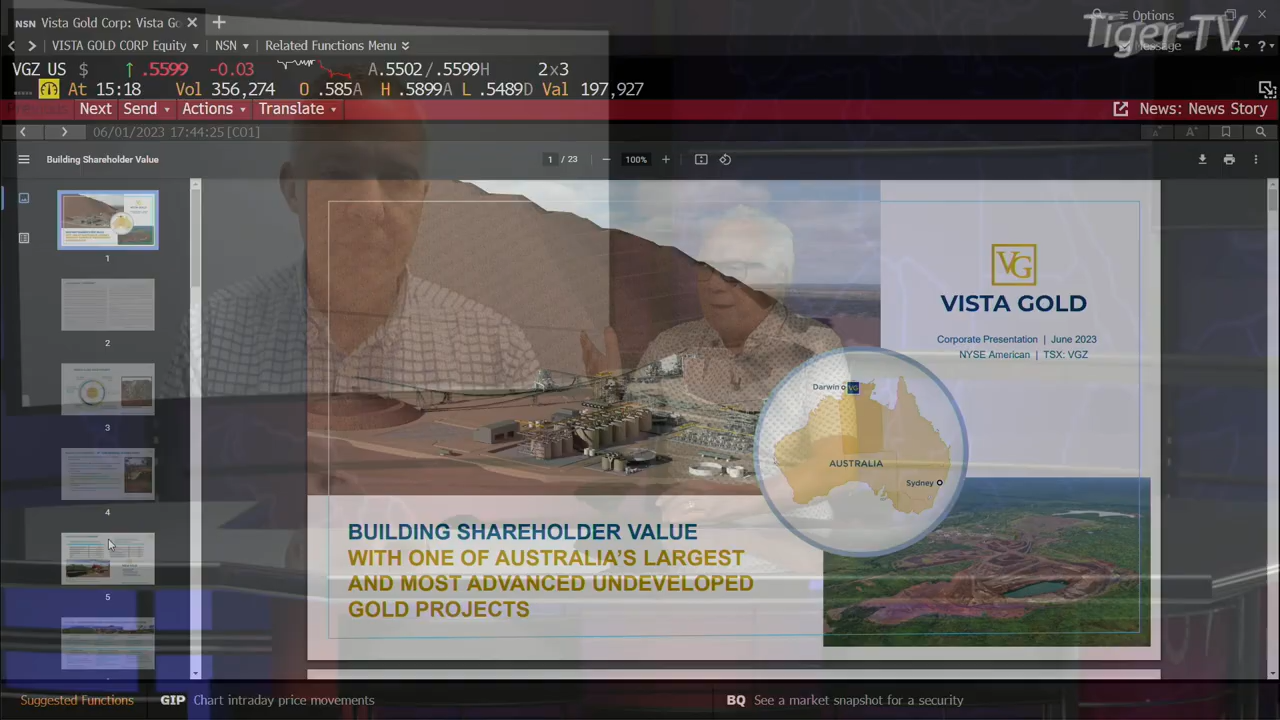 NSN Vista Gold Corp: Vista Go
Options
Tiger-TV
VISTA GOLD CORP Equity NSN Related Functions Menu
Message
VGZ US $ .5599 -0.03 A.5502/.5599H 2x3
At 15:18 Vol 356,274 O .585A H .5899A L .5489D Val 197,927
Next Send Actions Translate News: News Story
06/01/2023 17:44:25 [CO1]
Building Shareholder Value 1 / 23 100%
1
2
3
4
5
VG
VISTA GOLD
Corporate Presentation | June 2023
NYSE American | TSX: VGZ
Darwin VG
AUSTRALIA
Sydney
BUILDING SHAREHOLDER VALUE
WITH ONE OF AUSTRALIA'S LARGEST
AND MOST ADVANCED UNDEVELOPED
GOLD PROJECTS
Suggested Functions GIP Chart intraday price movements BQ See a market snapshot for a security